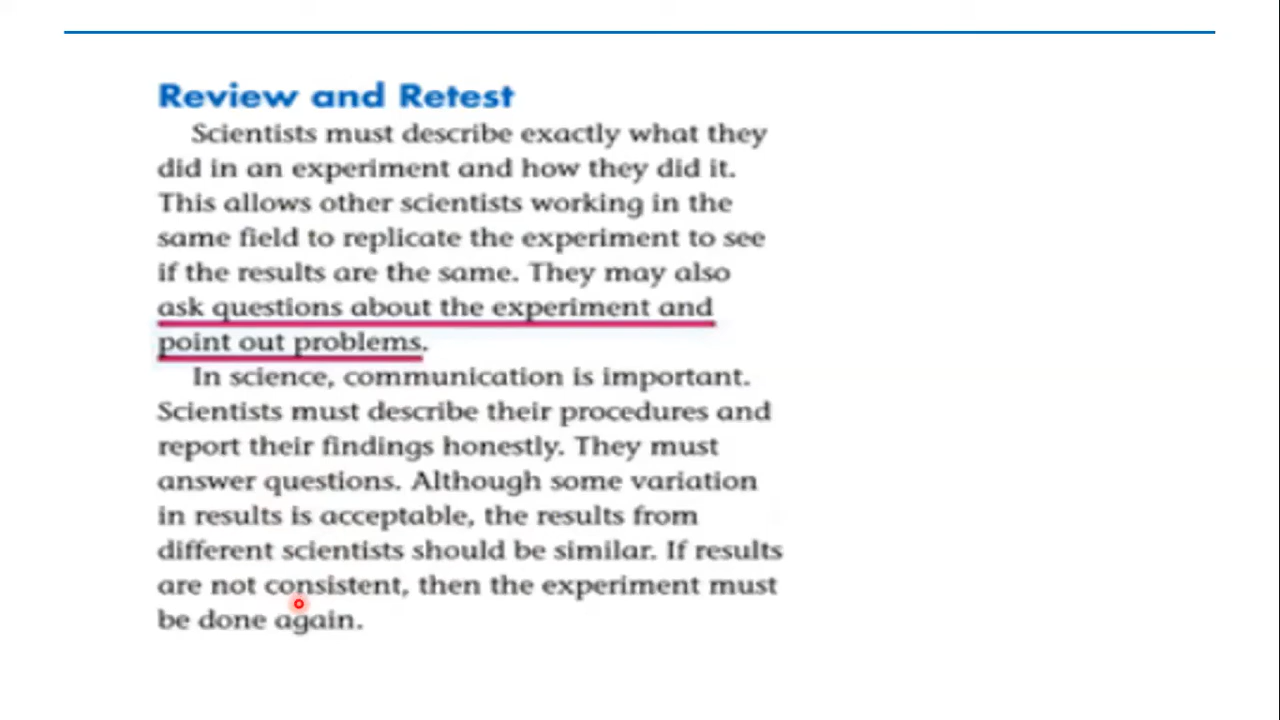 Review and Retest
Scientists must describe exactly what they
did in an experiment and how they did it.
This allows other scientists working in the
same field to replicate the experiment to see
if the results are the same. They may also
ask questions about the experiment and
point out problems.
In science, communication is important.
Scientists must describe their procedures and
report their findings honestly. They must
answer questions. Although some variation
in results is acceptable, the results from
different scientists should be similar. If results
are not consistent, then the experiment must
be done again.